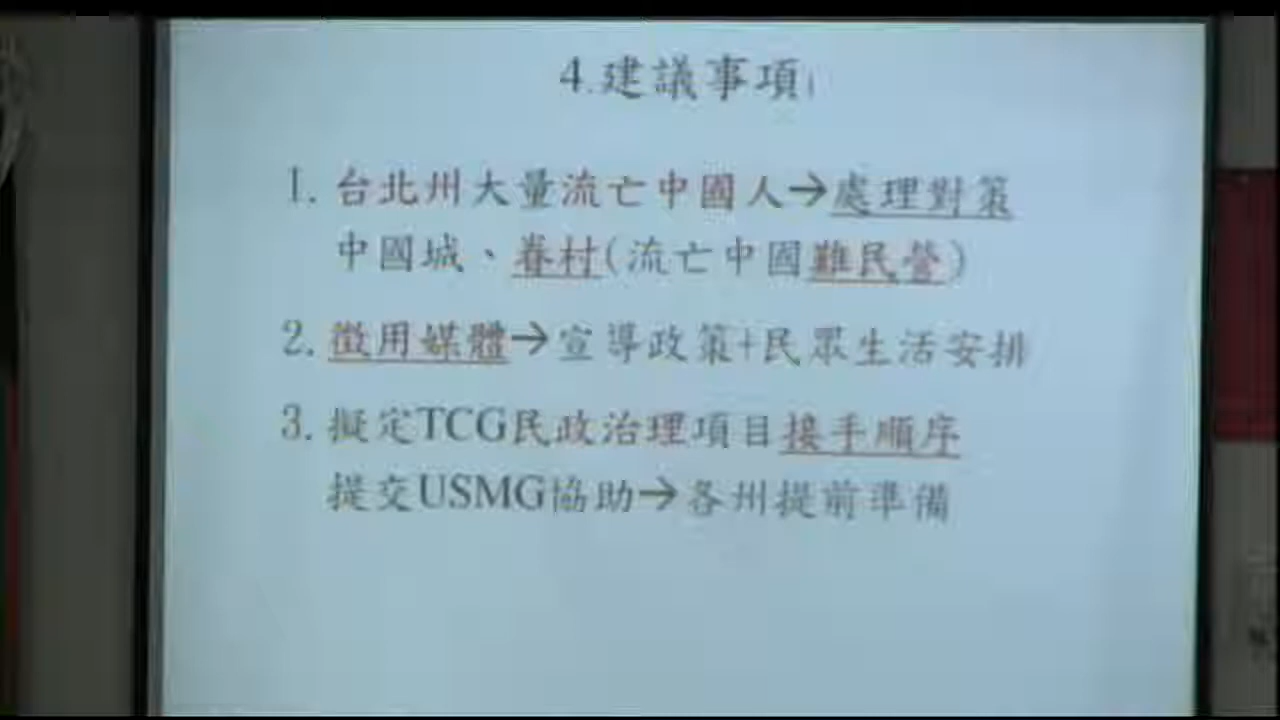 4.建議事項:
1. 台北州大量流亡中國人→處理對策
中國城、眷村(流亡中國難民營)
2. 徵用媒體→宣導政策+民眾生活安排
3. 擬定TCG民政治理項目接手順序
提交USMG協助→各州提前準備